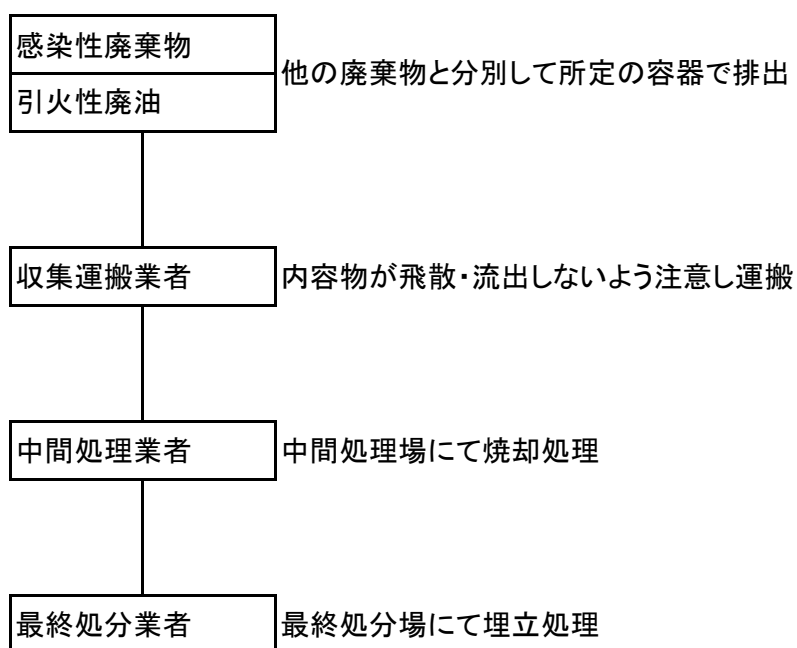 感染性廃棄物
他の廃棄物と分別して所定の容器で排出
引火性廃油
収集運搬業者
内容物が飛散・流出しないよう注意し運搬
中間処理業者
中間処理場にて焼却処理
最終処分業者
最終処分場にて埋立処理